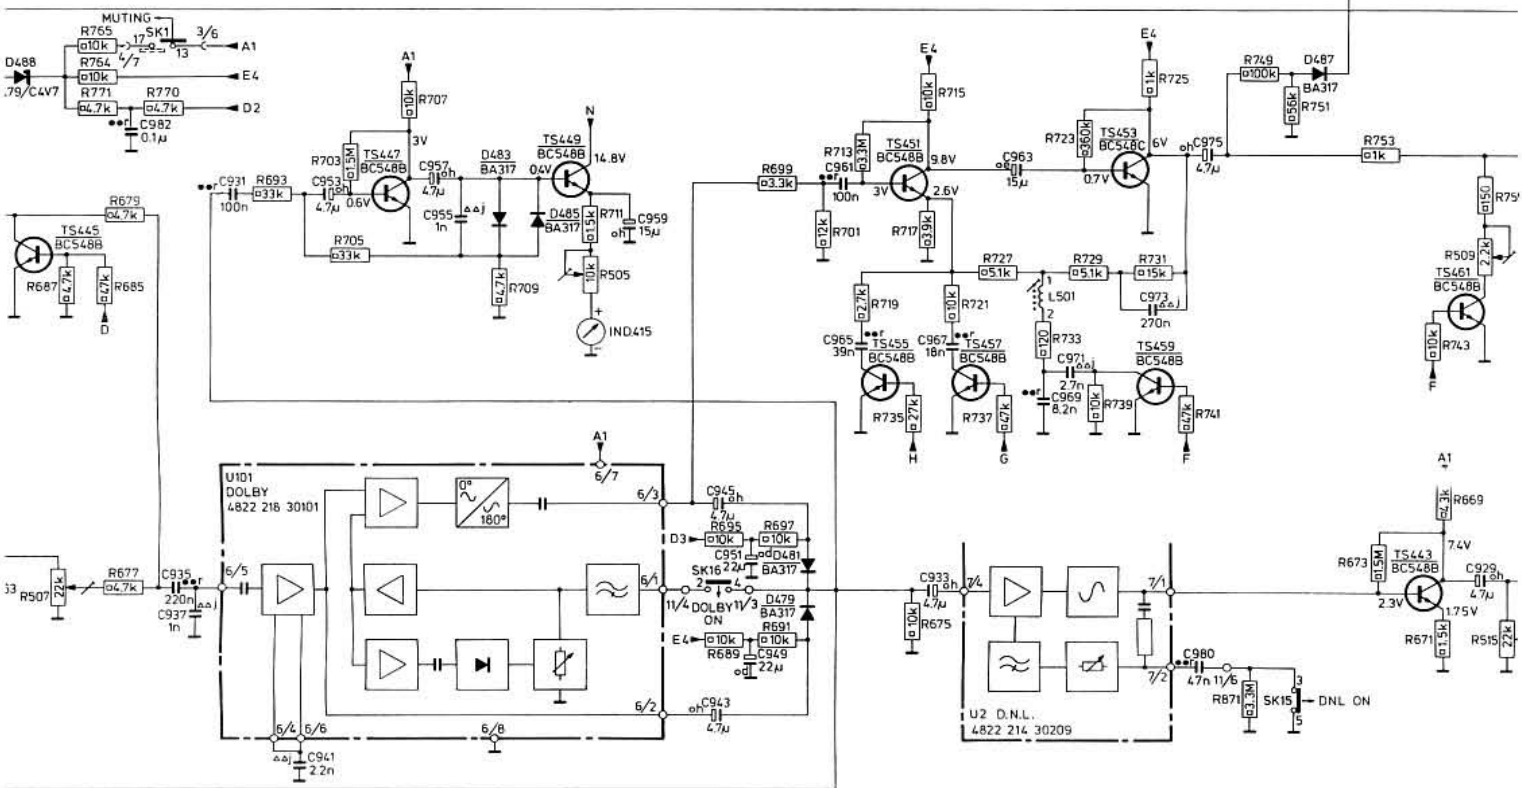 MUTING
R765
10k
4/7
17
SK1
13
3/6
A1
D488
.79/C4V7
R764
10k
E4
R771
4.7k
R770
4.7k
D2
C982
0.1µ
A1
10k
R707
3V
R703
1.5M
TS447
BC548B
C957
h
4.7µ
D483
BA317
0.4V
TS449
BC548B
N
14.8V
C931
100n
R693
33k
C953
h
4.7µ
0.6V
C955
1n
D485
BA317
R711
1.5k
C959
15µ
R705
33k
4.7k
R709
10k
R505
+
IND.415
-
R679
4.7k
TS445
BC548B
R687
4.7k
47k
R685
D
E4
10k
R715
R713
3.3M
TS451
BC548B
9.8V
R699
3.3k
C961
100n
3V
2.6V
12k
R701
R717
3.9k
C963
15µ
E4
1k
R725
R723
360k
TS453
BC548C
6V
0.7V
C975
4.7µ
R749
100k
D487
BA317
56k
R751
R753
1k
150
R75
R509
2.2k
TS461
BC548B
10k
R743
F
R727
5.1k
R729
5.1k
R731
15k
C973
270n
1
L501
2
120
R733
2.7k
R719
10k
R721
C965
39n
TS455
BC548B
C967
18n
TS457
BC548B
C971
2.7n
C969
8.2n
10k
R739
TS459
BC548B
R735
27k
H
R737
47k
G
47k
R741
F
U101
DOLBY
4822 218 30101
A1
6/7
0°
180°
6/3
C945
h
4.7µ
R695
10k
R697
10k
D3
C951
22µ
D481
BA317
SK16
2
4
6/1
11/4
DOLBY
ON
11/3
D479
BA317
R691
10k
E4
10k
R689
C949
22µ
6/2
C943
4.7µ
6/8
6/4
6/6
C941
2.2n
6/5
63
R507
22k
R677
4.7k
C935
220n
C937
1n
C933
h
4.7µ
7/4
10k
R675
7/1
7/2
U2 D.N.L.
4822 214 30209
C980
47n
11/6
R871
3.3M
SK15
3
5
DNL ON
A1
4.3k
R669
7.4V
R673
1.5M
TS443
BC548B
2.3V
1.75V
R671
1.5k
C929
h
4.7µ
R515
22k